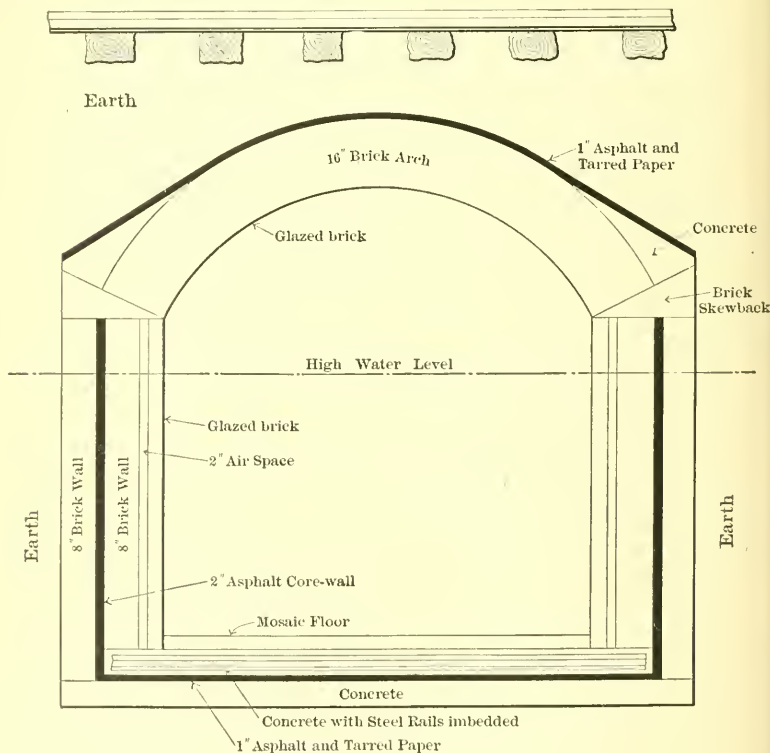 Earth
16" Brick Arch
1" Asphalt and
Tarred Paper
Glazed brick
Concrete
Brick
Skewback
High Water Level
Glazed brick
2" Air Space
8" Brick Wall
8" Brick Wall
Earth
Earth
2" Asphalt Core-wall
Mosaic Floor
Concrete
Concrete with Steel Rails imbedded
1" Asphalt and Tarred Paper